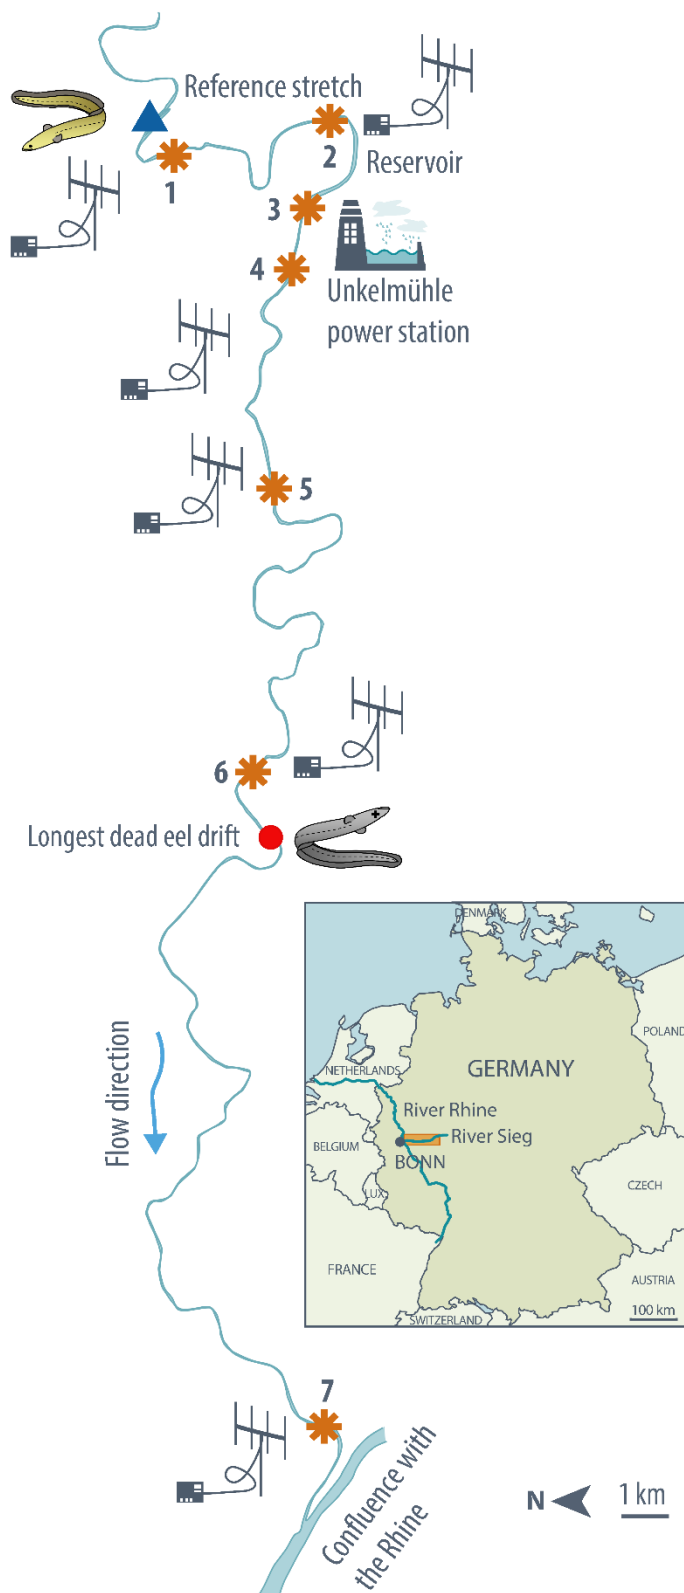 Reference stretch
2
Reservoir
1
3
4
Unkelmühle
power station
5
6
Longest dead eel drift
Flow direction
DENMARK
POLAND
NETHERLANDS
GERMANY
River Rhine
River Sieg
BELGIUM
BONN
LUX.
CZECH
FRANCE
AUSTRIA
SWITZERLAND
100 km
7
Confluence with
the Rhine
N
1 km